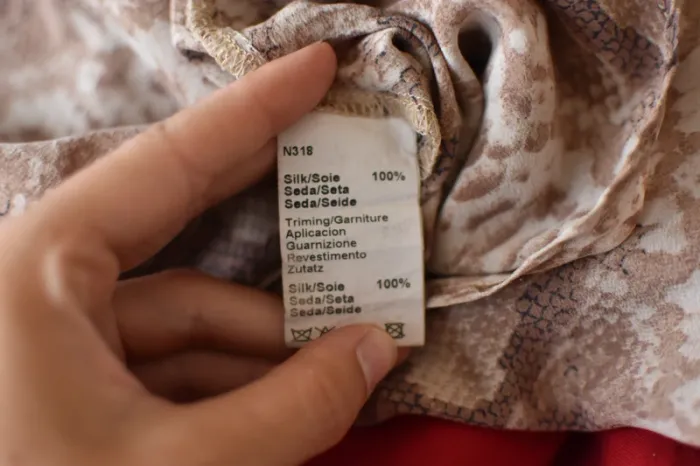 N318
Silk/Soie 100%
Seda/Seta
Seda/Seide
Triming/Garniture
Aplicacion
Guarnizione
Revestimento
Zutatz
Silk/Soie 100%
Seda/Seta
Seda/Seide